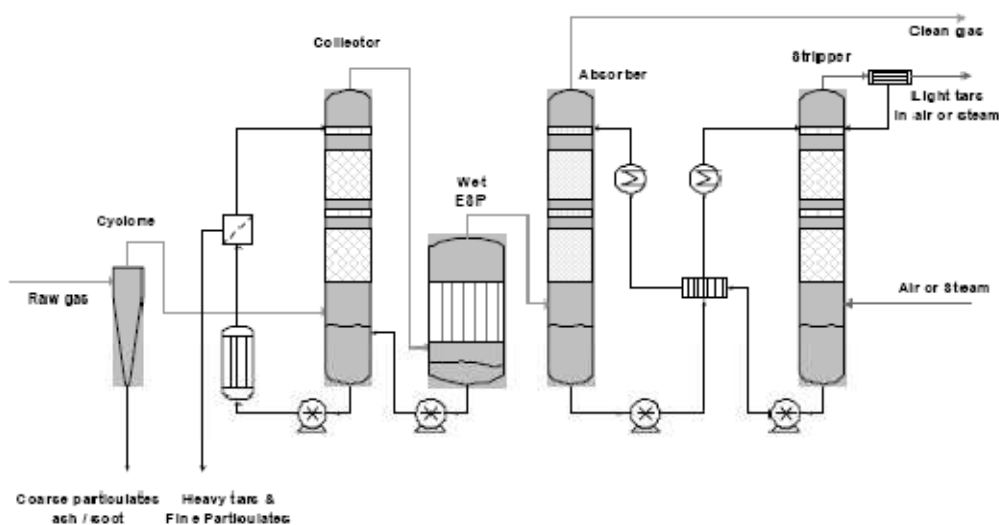 Clean gas
Collector
Stripper
Absorber
Light tars
in air or steam
Wet
ESP
Cyclone
Raw gas
Air or Steam
Coarse particulates
ash / soot
Heavy tars &
Fine Particulates